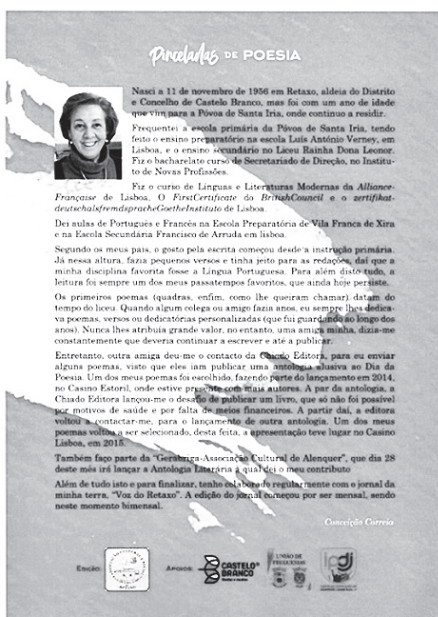 Pinceladas DE POESIA
Nasci a 11 de novembro de 1956 em Retaxo, aldeia do Distrito
e Concelho de Castelo Branco, mas foi com um ano de idade
que vim para a Póvoa de Santa Iria, onde continuo a residir.
Frequentei a escola primária da Póvoa de Santa Iria, tendo
feito o ensino preparatório na escola Luís António Verney, em
Lisboa, e o ensino secundário no Liceu Rainha Dona Leonor.
Fiz o bacharelato curso de Secretariado de Direção, no Institu-
to de Novas Profissões.
Fiz o curso de Línguas e Literaturas Modernas da Alliance-
Française de Lisboa, O FirstCertificate do BritishCouncil e o zertifikat-
deutschalsfremdspracheGoetheInstituto de Lisboa.
Dei aulas de Português e Francês na Escola Preparatória de Vila Franca de Xira
e na Escola Secundária Francisco de Arruda em lisboa.
Segundo os meus pais, o gosto pela escrita começou desde a instrução primária.
Já nessa altura, fazia pequenos versos e tinha jeito para as redações, daí que a
minha disciplina favorita fosse a Língua Portuguesa. Para além disto tudo, a
leitura foi sempre um dos meus passatempos favoritos, que ainda hoje persiste.
Os primeiros poemas (quadras, enfim, como lhe queiram chamar) datam do
tempo do liceu. Quando algum colega ou amigo fazia anos, eu sempre lhes dedica-
va poemas, versos ou dedicatórias personalizadas (que fui guardando ao longo dos
anos). Nunca lhes atribuía grande valor, no entanto, uma amiga minha, dizia-me
constantemente que deveria continuar a escrever e até a publicar.
Entretanto, outra amiga deu-me o contacto da Chiado Editora, para eu enviar
alguns poemas, visto que eles iam publicar uma antologia alusiva ao Dia da
Poesia. Um dos meus poemas foi escolhido, fazendo parte do lançamento em 2014,
no Casino Estoril, onde estive presente com mais autores. A par da antologia, a
Chiado Editora lançou-me o desafio de publicar um livro, que só não foi possível
por motivos de saúde e por falta de meios financeiros. A partir daí, a editora
voltou a contactar-me, para o lançamento de outra antologia. Um dos meus
poemas voltou a ser selecionado, desta feita, a apresentação teve lugar no Casino
Lisboa, em 2015.
Também faço parte da "Gerabriga-Associação Cultural de Alenquer", que dia 28
deste mês irá lançar a Antologia Literária à qual dei o meu contributo
Além de tudo isto e para finalizar, tenho colaborado regularmente com o jornal da
minha terra, "Voz do Retaxo". A edição do jornal começou por ser mensal, sendo
neste momento bimensal.
Conceição Correia
Edição:
Apoios:
CASTELO
BRANCO
UNIÃO DE
FREGUESIAS
ipdj